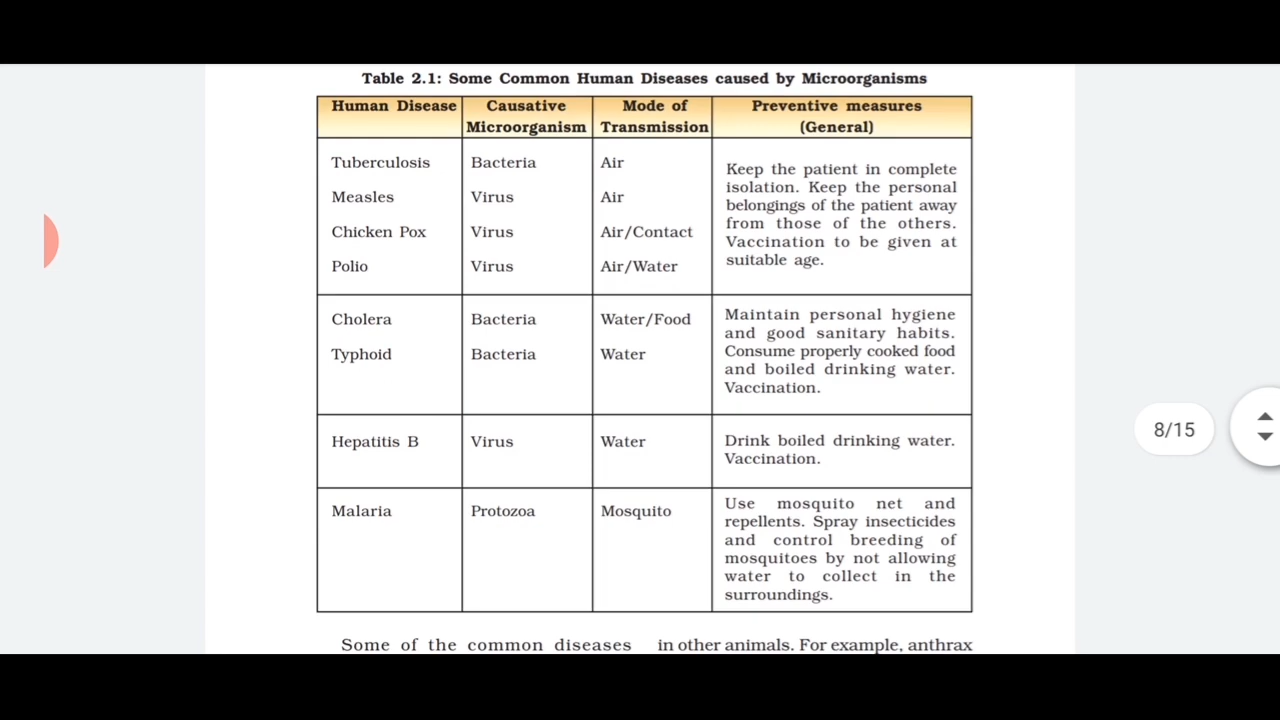 Table 2.1: Some Common Human Diseases caused by Microorganisms
Human Disease Causative Microorganism Mode of Transmission Preventive measures (General)
Tuberculosis Bacteria Air
Measles Virus Air
Chicken Pox Virus Air/Contact
Polio Virus Air/Water
Keep the patient in complete
isolation. Keep the personal
belongings of the patient away
from those of the others.
Vaccination to be given at
suitable age.
Cholera Bacteria Water/Food
Typhoid Bacteria Water
Maintain personal hygiene
and good sanitary habits.
Consume properly cooked food
and boiled drinking water.
Vaccination.
Hepatitis B Virus Water
Drink boiled drinking water.
Vaccination.
Malaria Protozoa Mosquito
Use mosquito net and
repellents. Spray insecticides
and control breeding of
mosquitoes by not allowing
water to collect in the
surroundings.
8/15
Some of the common diseases
in other animals. For example, anthrax